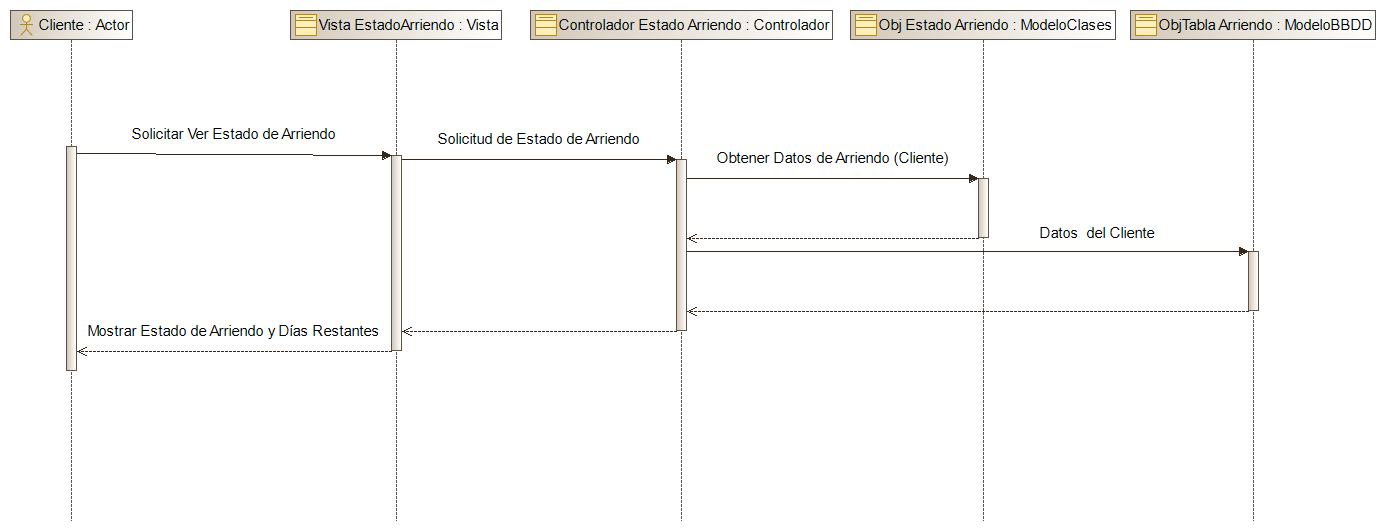 Cliente : Actor
Vista EstadoArriendo : Vista
Controlador Estado Arriendo : Controlador
Obj Estado Arriendo : ModeloClases
ObjTabla Arriendo : ModeloBBDD
Solicitar Ver Estado de Arriendo
Solicitud de Estado de Arriendo
Obtener Datos de Arriendo (Cliente)
Datos  del Cliente
Mostrar Estado de Arriendo y Días Restantes